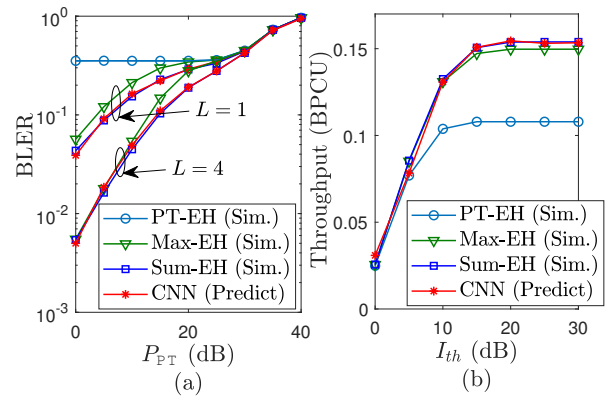 10^0
10^{-1}
10^{-2}
10^{-3}
BLER
L = 1
L = 4
PT-EH (Sim.)
Max-EH (Sim.)
Sum-EH (Sim.)
CNN (Predict)
0 20 40
P_PT (dB)
(a)
0.15
0.1
0.05
0
Throughput (BPCU)
PT-EH (Sim.)
Max-EH (Sim.)
Sum-EH (Sim.)
CNN (Predict)
0 10 20 30
I_th (dB)
(b)